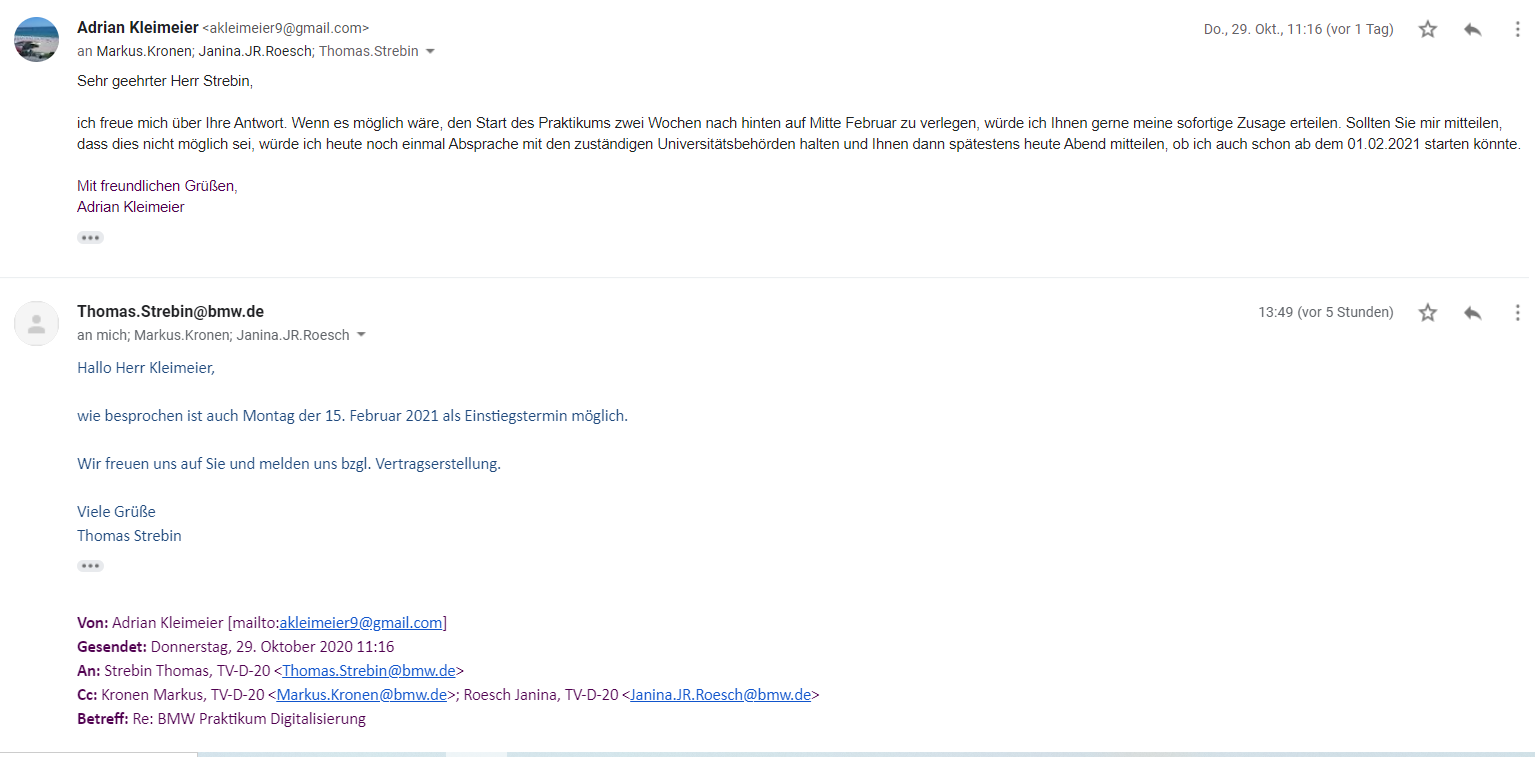 Adrian Kleimeier <akleimeier9@gmail.com>
Do., 29. Okt., 11:16 (vor 1 Tag)
an Markus.Kronen; Janina.JR.Roesch; Thomas.Strebin
Sehr geehrter Herr Strebin,
ich freue mich über Ihre Antwort. Wenn es möglich wäre, den Start des Praktikums zwei Wochen nach hinten auf Mitte Februar zu verlegen, würde ich Ihnen gerne meine sofortige Zusage erteilen. Sollten Sie mir mitteilen,
dass dies nicht möglich sei, würde ich heute noch einmal Absprache mit den zuständigen Universitätsbehörden halten und Ihnen dann spätestens heute Abend mitteilen, ob ich auch schon ab dem 01.02.2021 starten könnte.
Mit freundlichen Grüßen,
Adrian Kleimeier
Thomas.Strebin@bmw.de
13:49 (vor 5 Stunden)
an mich; Markus.Kronen; Janina.JR.Roesch
Hallo Herr Kleimeier,
wie besprochen ist auch Montag der 15. Februar 2021 als Einstiegstermin möglich.
Wir freuen uns auf Sie und melden uns bzgl. Vertragserstellung.
Viele Grüße
Thomas Strebin
Von: Adrian Kleimeier [mailto:akleimeier9@gmail.com]
Gesendet: Donnerstag, 29. Oktober 2020 11:16
An: Strebin Thomas, TV-D-20 <Thomas.Strebin@bmw.de>
Cc: Kronen Markus, TV-D-20 <Markus.Kronen@bmw.de>; Roesch Janina, TV-D-20 <Janina.JR.Roesch@bmw.de>
Betreff: Re: BMW Praktikum Digitalisierung